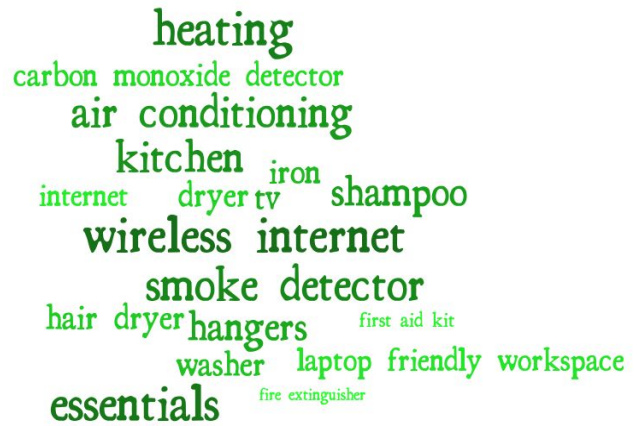 heating
carbon monoxide detector
air conditioning
kitchen iron
internet dryer tv shampoo
wireless internet
smoke detector
hair dryer hangers first aid kit
washer laptop friendly workspace
essentials fire extinguisher